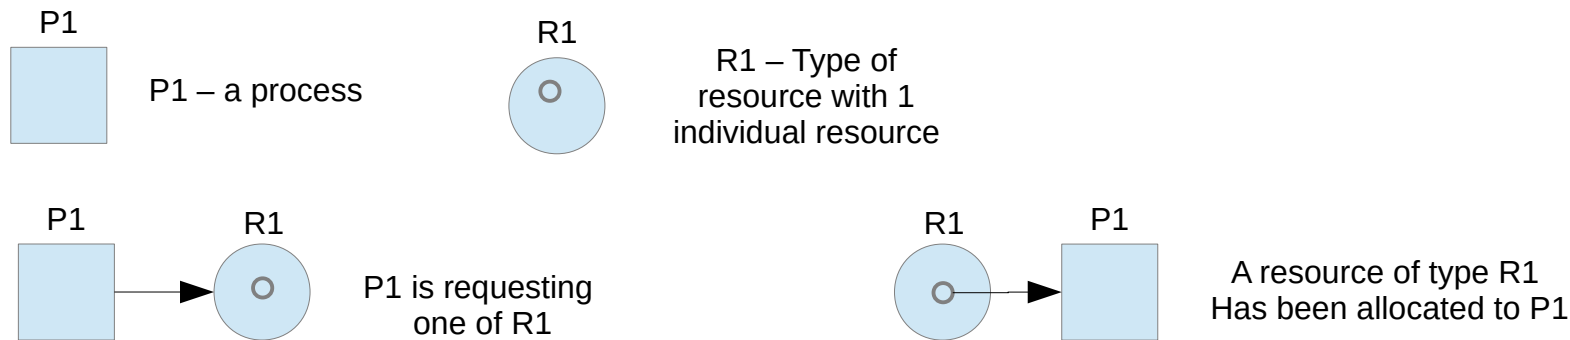 P1
P1 – a process
R1
R1 – Type of
resource with 1
individual resource
P1
R1
P1 is requesting
one of R1
R1
P1
A resource of type R1
Has been allocated to P1